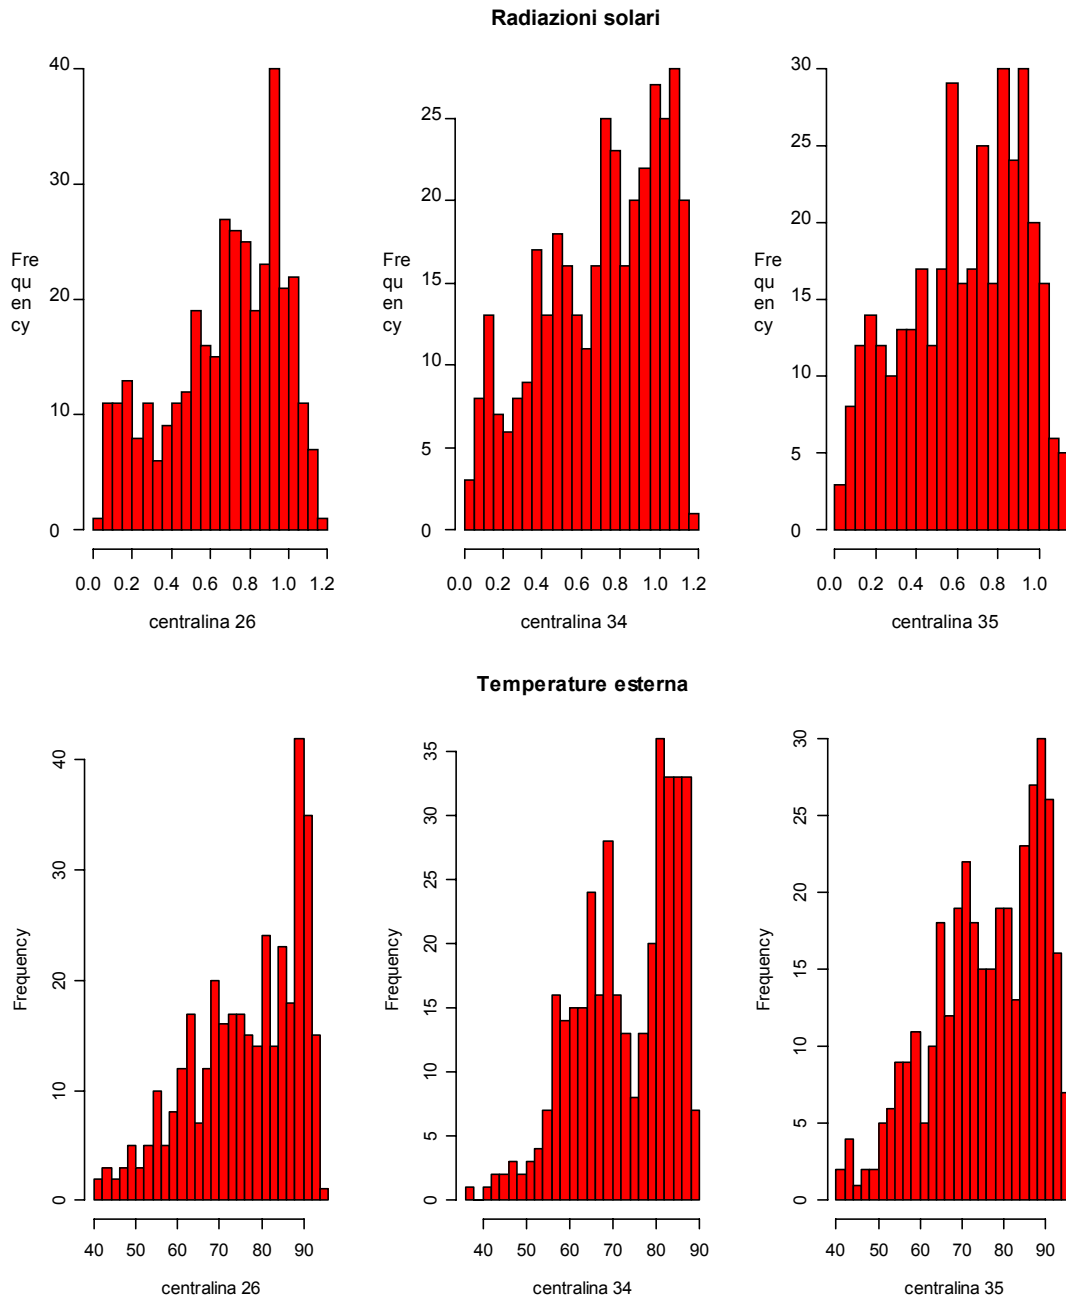 Radiazioni solari
40
30
20
10
0
Fre
qu
en
cy
0.0 0.2 0.4 0.6 0.8 1.0 1.2
centralina 26
25
20
15
10
5
0
Fre
qu
en
cy
0.0 0.2 0.4 0.6 0.8 1.0 1.2
centralina 34
30
25
20
15
10
5
0
Fre
qu
en
cy
0.0 0.2 0.4 0.6 0.8 1.0
centralina 35
Temperature esterna
40
30
20
10
0
Frequency
40 50 60 70 80 90
centralina 26
35
30
25
20
15
10
5
0
Frequency
40 50 60 70 80 90
centralina 34
30
25
20
15
10
5
0
Frequency
40 50 60 70 80 90
centralina 35